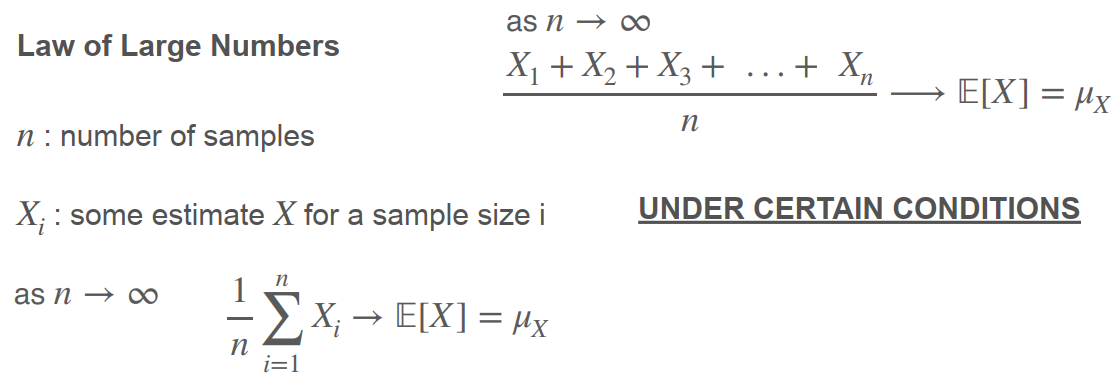 Law of Large Numbers
as n → ∞
X₁ + X₂ + X₃ + ... + Xₙ
n
⟶ 𝔼[X] = μ_X
n : number of samples
Xᵢ : some estimate X for a sample size i
UNDER CERTAIN CONDITIONS
as n → ∞
1/n ∑_{i=1}^{n} Xᵢ → 𝔼[X] = μ_X